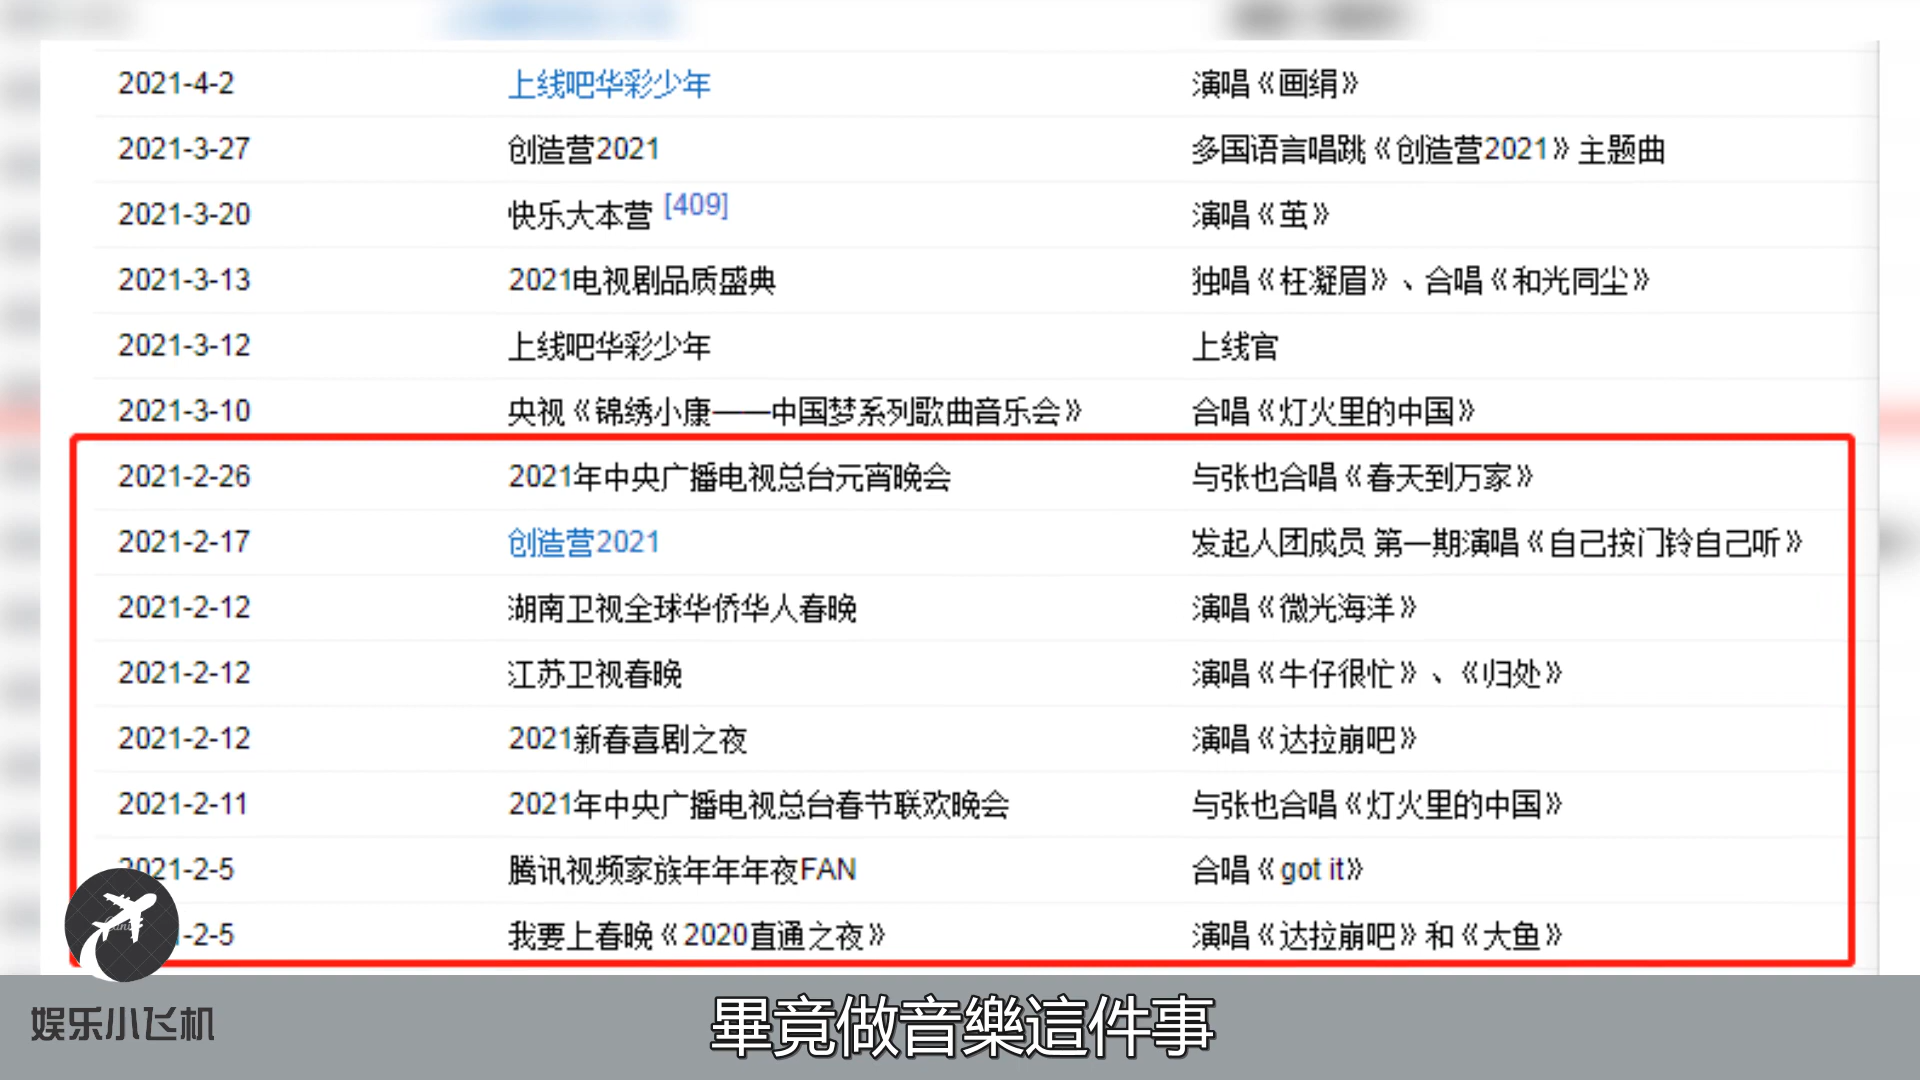 2021-4-2 上线吧华彩少年 演唱《画绢》
2021-3-27 创造营2021 多国语言唱跳《创造营2021》主题曲
2021-3-20 快乐大本营 [409] 演唱《茧》
2021-3-13 2021电视剧品质盛典 独唱《枉凝眉》、合唱《和光同尘》
2021-3-12 上线吧华彩少年 上线官
2021-3-10 央视《锦绣小康——中国梦系列歌曲音乐会》 合唱《灯火里的中国》
2021-2-26 2021年中央广播电视总台元宵晚会 与张也合唱《春天到万家》
2021-2-17 创造营2021 发起人团成员 第一期演唱《自己按门铃自己听》
2021-2-12 湖南卫视全球华侨华人春晚 演唱《微光海洋》
2021-2-12 江苏卫视春晚 演唱《牛仔很忙》、《归处》
2021-2-12 2021新春喜剧之夜 演唱《达拉崩吧》
2021-2-11 2021年中央广播电视总台春节联欢晚会 与张也合唱《灯火里的中国》
2021-2-5 腾讯视频家族年年年夜FAN 合唱《got it》
1-2-5 我要上春晚《2020直通之夜》 演唱《达拉崩吧》和《大鱼》
娱乐小飞机
畢竟做音樂這件事